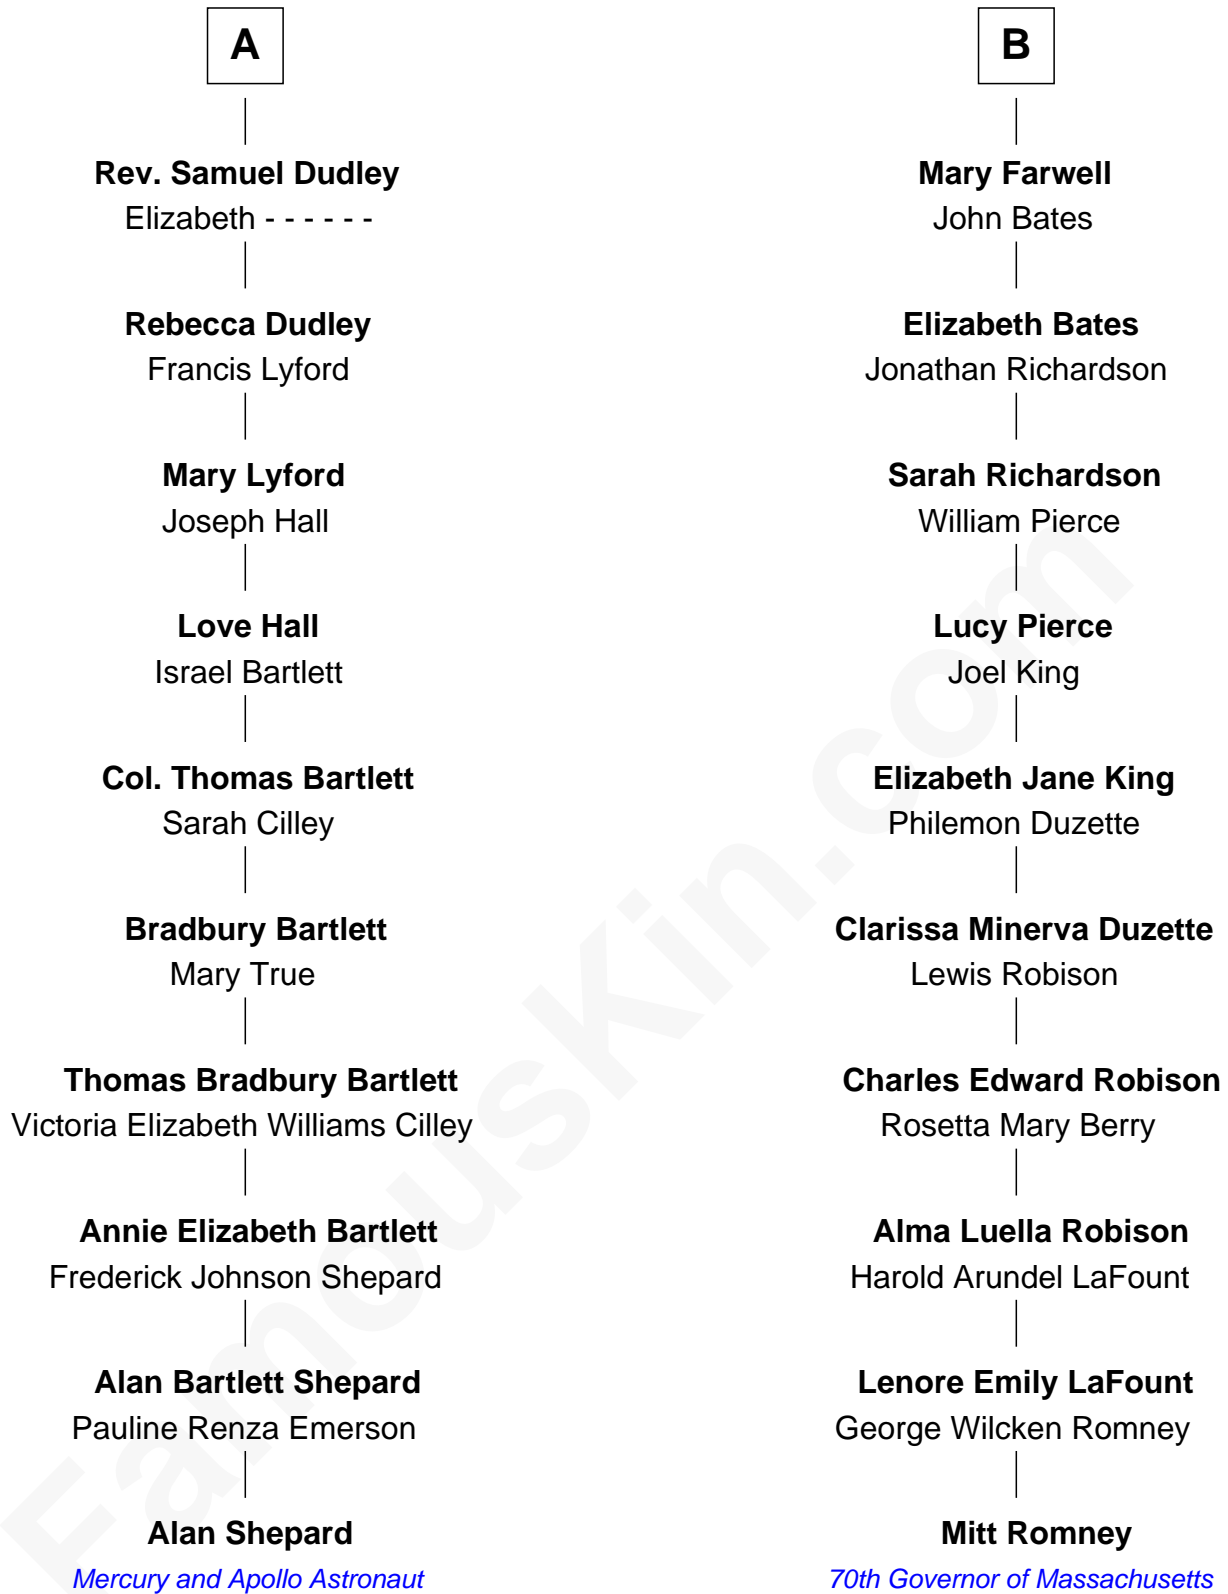 A
Rev. Samuel Dudley
Elizabeth - - - - - -
Rebecca Dudley
Francis Lyford
Mary Lyford
Joseph Hall
Love Hall
Israel Bartlett
Col. Thomas Bartlett
Sarah Cilley
Bradbury Bartlett
Mary True
Thomas Bradbury Bartlett
Victoria Elizabeth Williams Cilley
Annie Elizabeth Bartlett
Frederick Johnson Shepard
Alan Bartlett Shepard
Pauline Renza Emerson
Alan Shepard
Mercury and Apollo Astronaut
B
Mary Farwell
John Bates
Elizabeth Bates
Jonathan Richardson
Sarah Richardson
William Pierce
Lucy Pierce
Joel King
Elizabeth Jane King
Philemon Duzette
Clarissa Minerva Duzette
Lewis Robison
Charles Edward Robison
Rosetta Mary Berry
Alma Luella Robison
Harold Arundel LaFount
Lenore Emily LaFount
George Wilcken Romney
Mitt Romney
70th Governor of Massachusetts
FamousKin.com